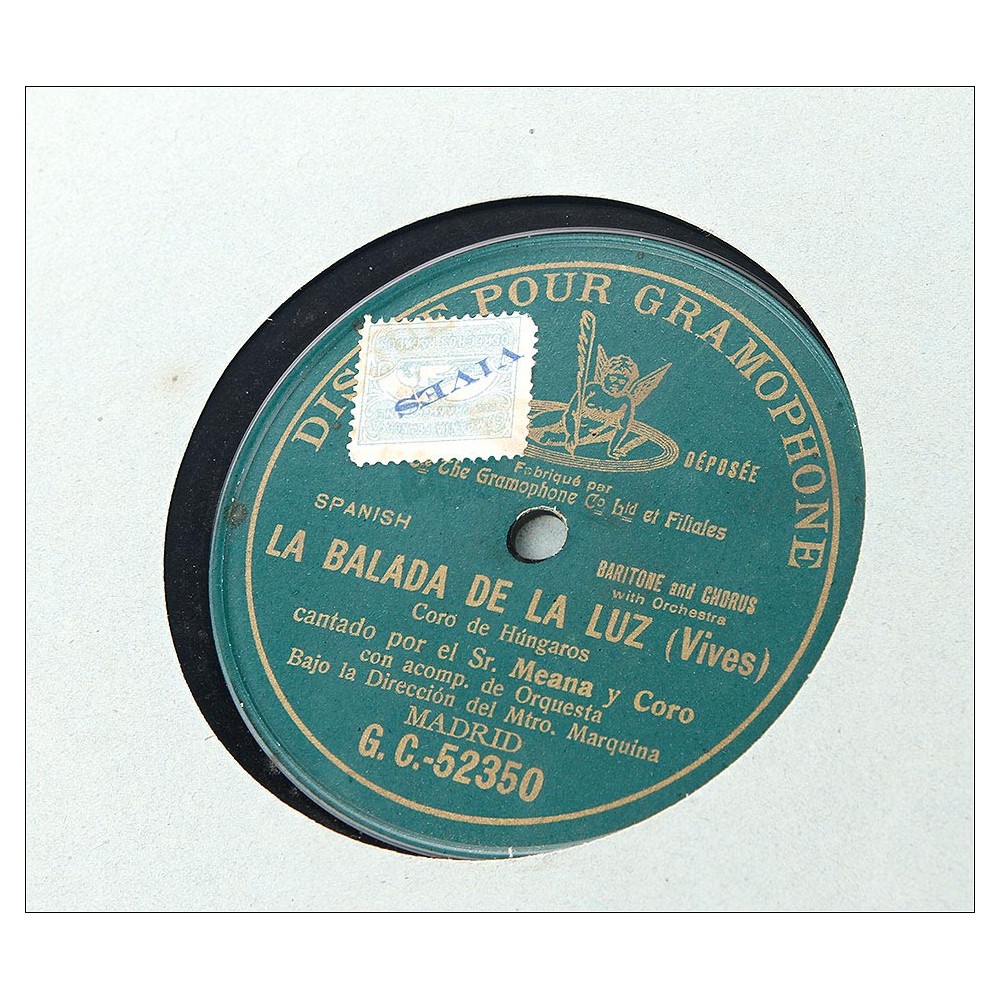 POUR GRAMOPHONE
VIVES
DÉPOSÉE
Fabriqué par
The Gramophone Co Ltd et Filiales
SPANISH
BARITONE and CHORUS
with Orchestra
LA BALADA DE LA LUZ (Vives)
Coro de Húngaros
cantado por el Sr. Meana y Coro
con acomp. de Orquesta
Bajo la Dirección del Mtro. Marquina
MADRID
G. C.-52350